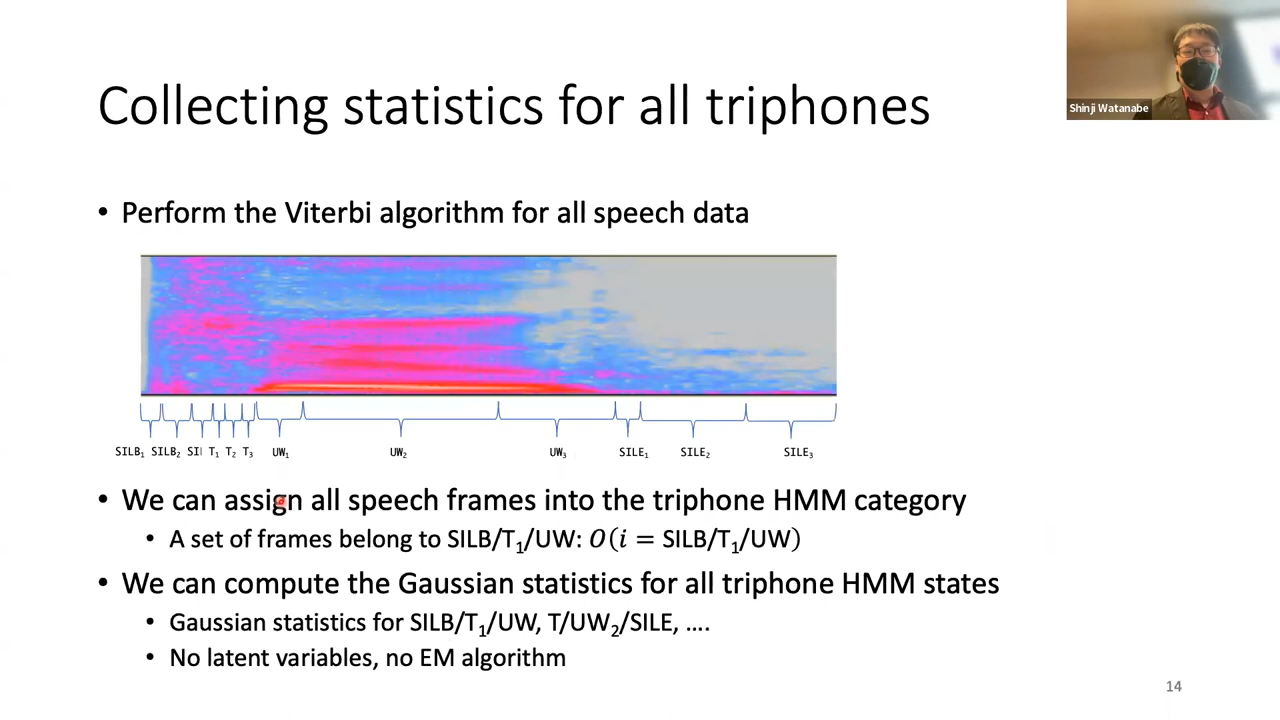 Shinji Watanabe
Collecting statistics for all triphones
• Perform the Viterbi algorithm for all speech data
SILB₁ SILB₂ SIl T₁ T₂ T₃ UW₁ UW₂ UW₃ SILE₁ SILE₂ SILE₃
• We can assign all speech frames into the triphone HMM category
• A set of frames belong to SILB/T₁/UW: O(i = SILB/T₁/UW)
• We can compute the Gaussian statistics for all triphone HMM states
• Gaussian statistics for SILB/T₁/UW, T/UW₂/SILE, ....
• No latent variables, no EM algorithm
14